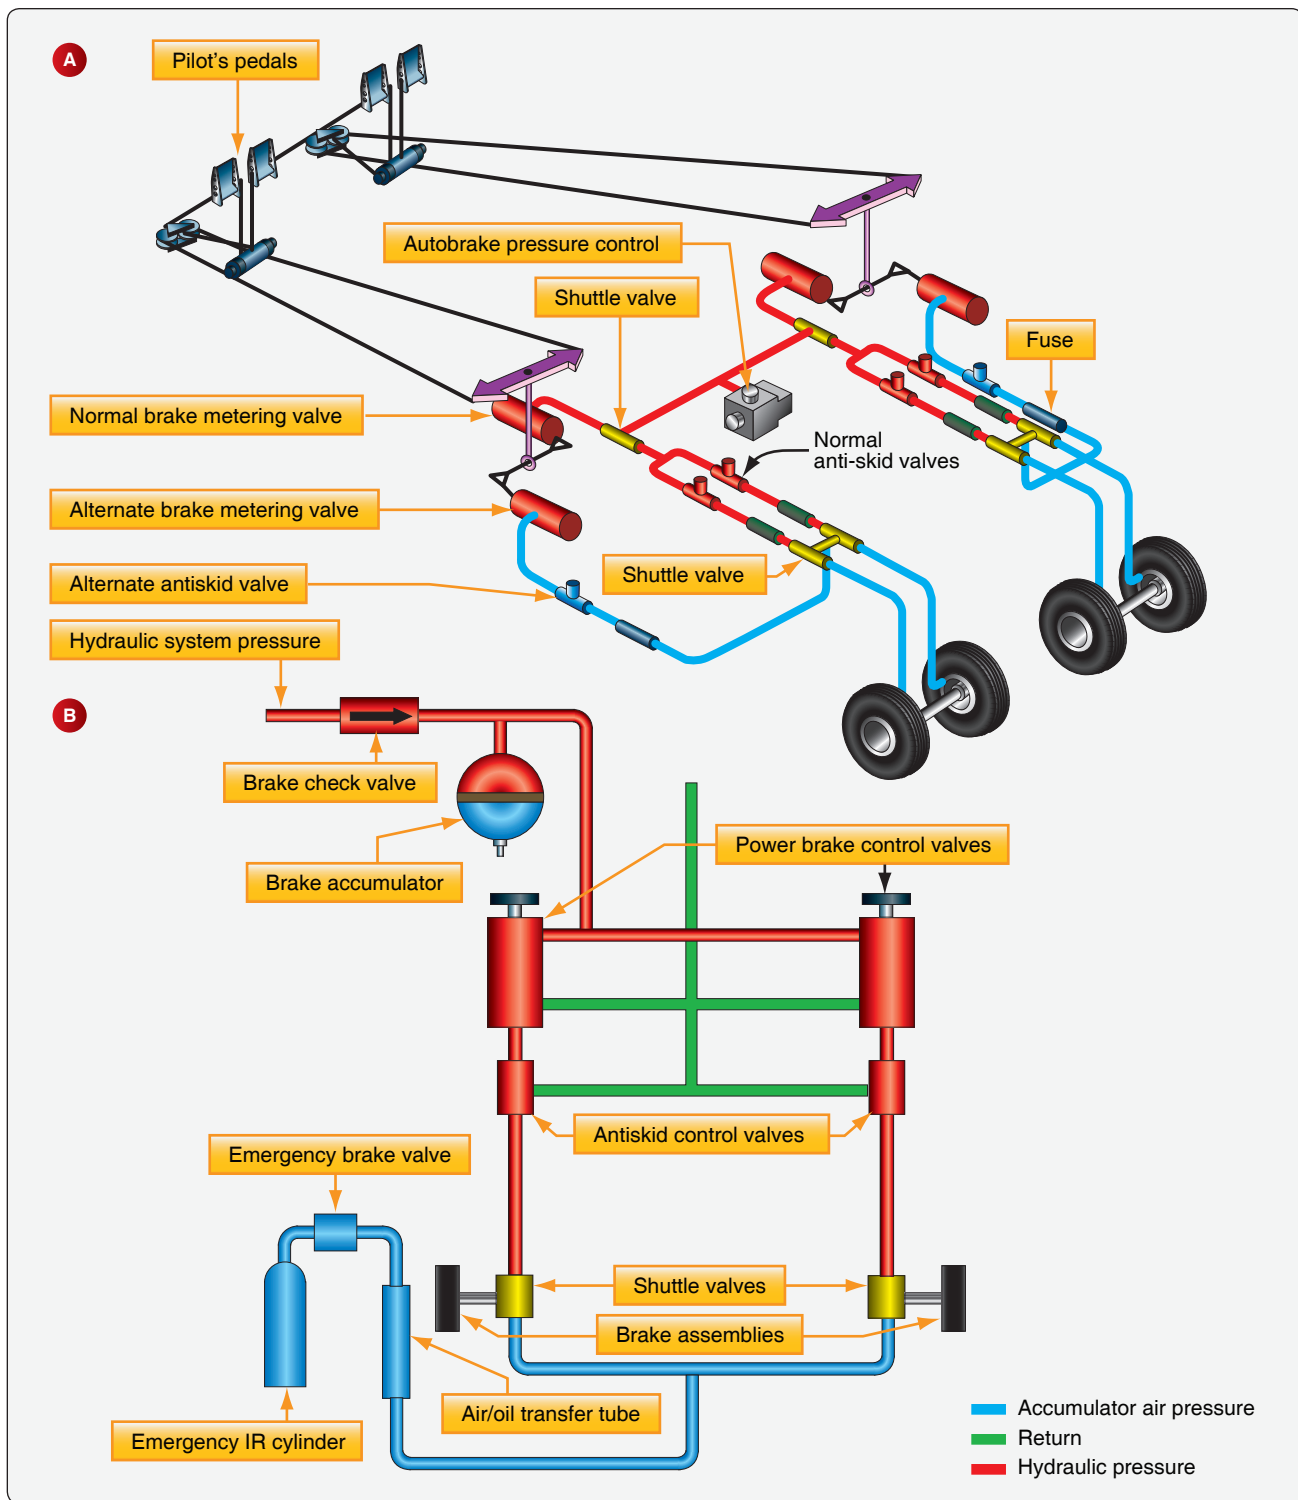 A
Pilot's pedals
Autobrake pressure control
Shuttle valve
Fuse
Normal brake metering valve
Normal
anti-skid valves
Alternate brake metering valve
Shuttle valve
Alternate antiskid valve
Hydraulic system pressure
B
Brake check valve
Power brake control valves
Brake accumulator
Antiskid control valves
Emergency brake valve
Shuttle valves
Brake assemblies
Air/oil transfer tube
Emergency IR cylinder
Accumulator air pressure
Return
Hydraulic pressure